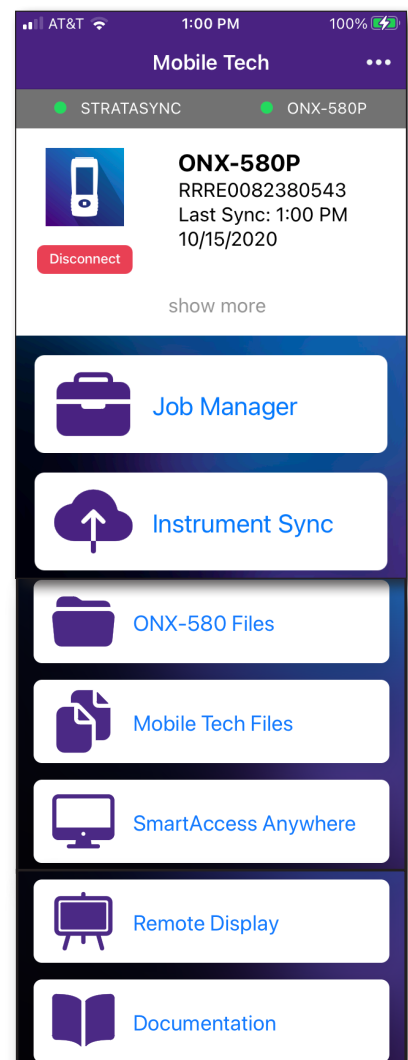 AT&T 1:00 PM 100%
Mobile Tech
STRATASYNC ONX-580P
ONX-580P
RRRE0082380543
Last Sync: 1:00 PM
10/15/2020
Disconnect
show more
Job Manager
Instrument Sync
ONX-580 Files
Mobile Tech Files
SmartAccess Anywhere
Remote Display
Documentation